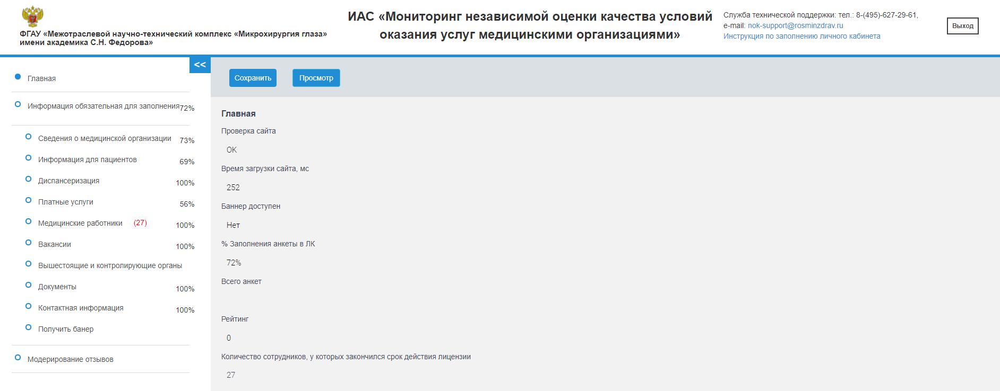 ФГАУ «Межотраслевой научно-технический комплекс «Микрохирургия глаза»
имени академика С.Н. Федорова»
ИАС «Мониторинг независимой оценки качества условий
оказания услуг медицинскими организациями»
Служба технической поддержки: тел.: 8-(495)-627-29-61,
e-mail: nok-support@rosminzdrav.ru
Инструкция по заполнению личного кабинета
Выход
<<
Главная
Информация обязательная для заполнения 72%
Сведения о медицинской организации 73%
Информация для пациентов 69%
Диспансеризация 100%
Платные услуги 56%
Медицинские работники (27) 100%
Вакансии 100%
Вышестоящие и контролирующие органы
Документы 100%
Контактная информация 100%
Получить банер
Модерирование отзывов
Сохранить Просмотр
Главная
Проверка сайта
OK
Время загрузки сайта, мс
252
Баннер доступен
Нет
% Заполнения анкеты в ЛК
72%
Всего анкет
Рейтинг
0
Количество сотрудников, у которых закончился срок действия лицензии
27